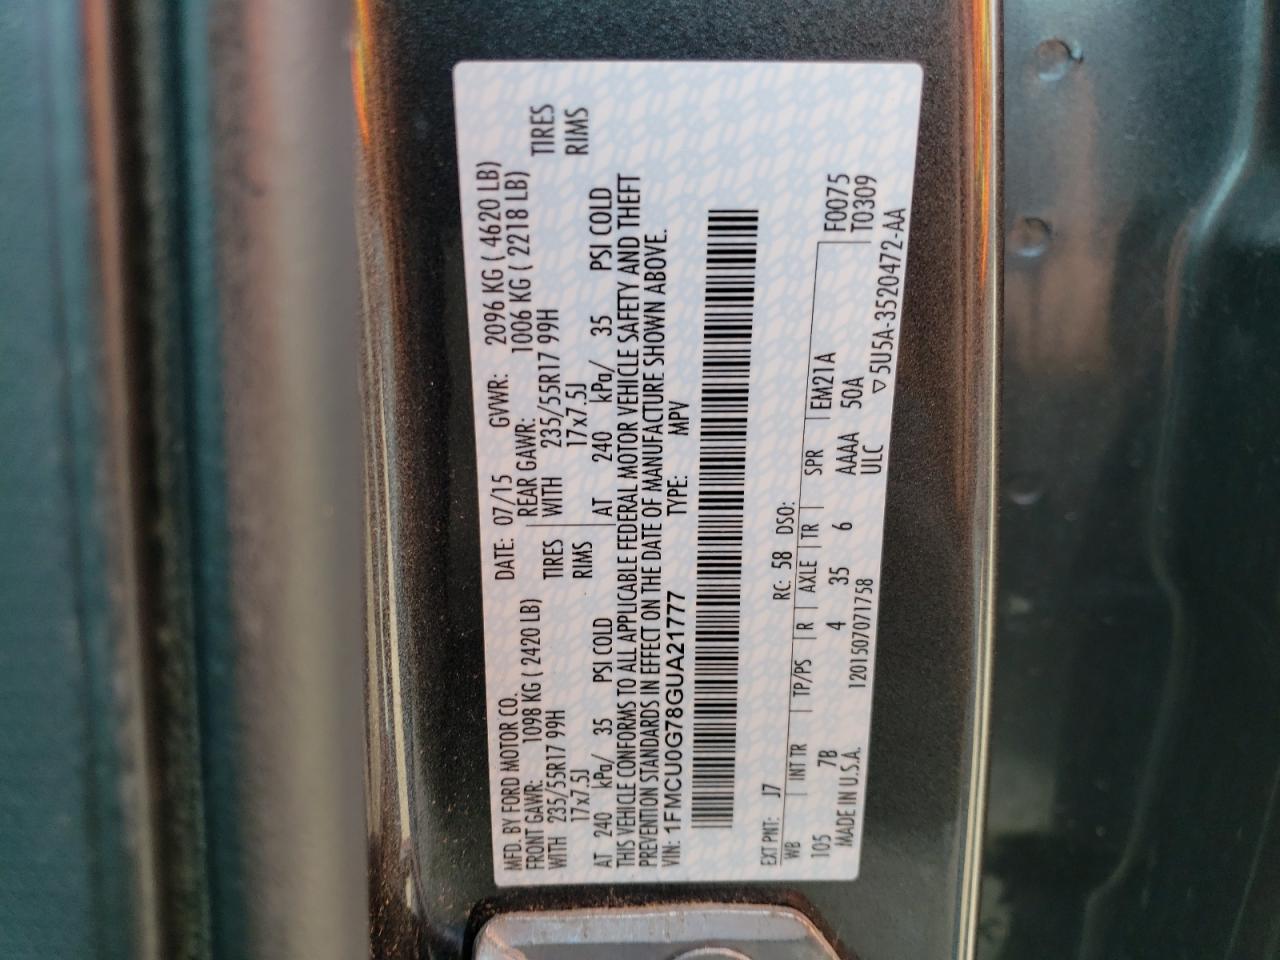 MFD. BY FORD MOTOR CO. DATE: 07/15 GVWR: 2096 KG ( 4620 LB)
FRONT GAWR: 1098 KG ( 2420 LB) REAR GAWR: 1006 KG ( 2218 LB)
WITH 235/55R17 99H TIRES WITH 235/55R17 99H TIRES
17x7.5J RIMS 17x7.5J RIMS
AT 240 kPa/ 35 PSI COLD AT 240 kPa/ 35 PSI COLD
THIS VEHICLE CONFORMS TO ALL APPLICABLE FEDERAL MOTOR VEHICLE SAFETY AND THEFT
PREVENTION STANDARDS IN EFFECT ON THE DATE OF MANUFACTURE SHOWN ABOVE.
VIN: 1FMCU0G78GUA21777 TYPE: MPV
EXT PNT: J7 RC: 58 DSO:
WB INT TR TP/PS R AXLE TR SPR EM21A F0075
105 7B 4 35 6 AAAA 50A T0309
MADE IN U.S.A. 120150707​1758 ULC ▽5U5A-3520472-AA